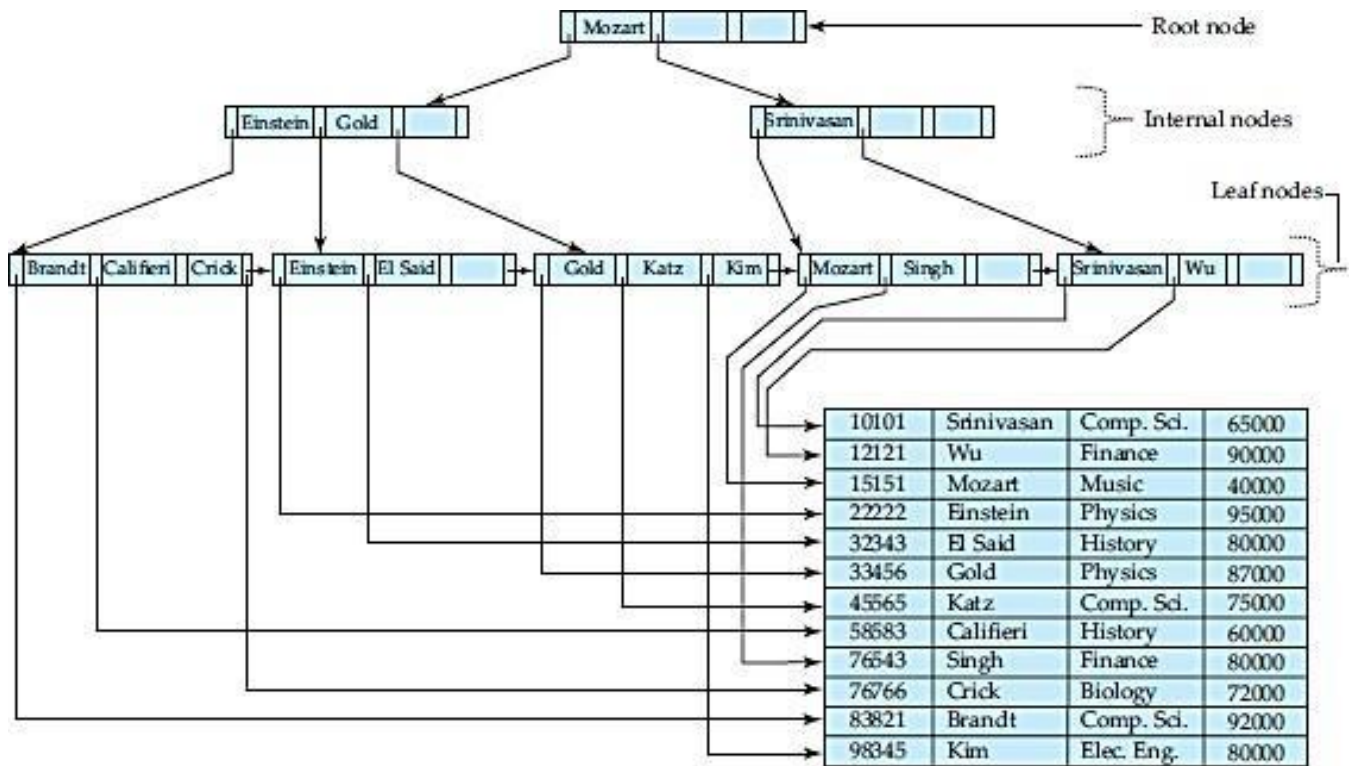 Mozart
Root node
Einstein Gold
Srinivasan
Internal nodes
Leaf nodes
Brandt Califieri Crick Einstein El Said Gold Katz Kim Mozart Singh Srinivasan Wu
10101 Srinivasan Comp. Sci. 65000
12121 Wu Finance 90000
15151 Mozart Music 40000
22222 Einstein Physics 95000
32343 El Said History 80000
33456 Gold Physics 87000
45565 Katz Comp. Sci. 75000
58583 Califieri History 60000
76543 Singh Finance 80000
76766 Crick Biology 72000
83821 Brandt Comp. Sci. 92000
98345 Kim Elec. Eng. 80000